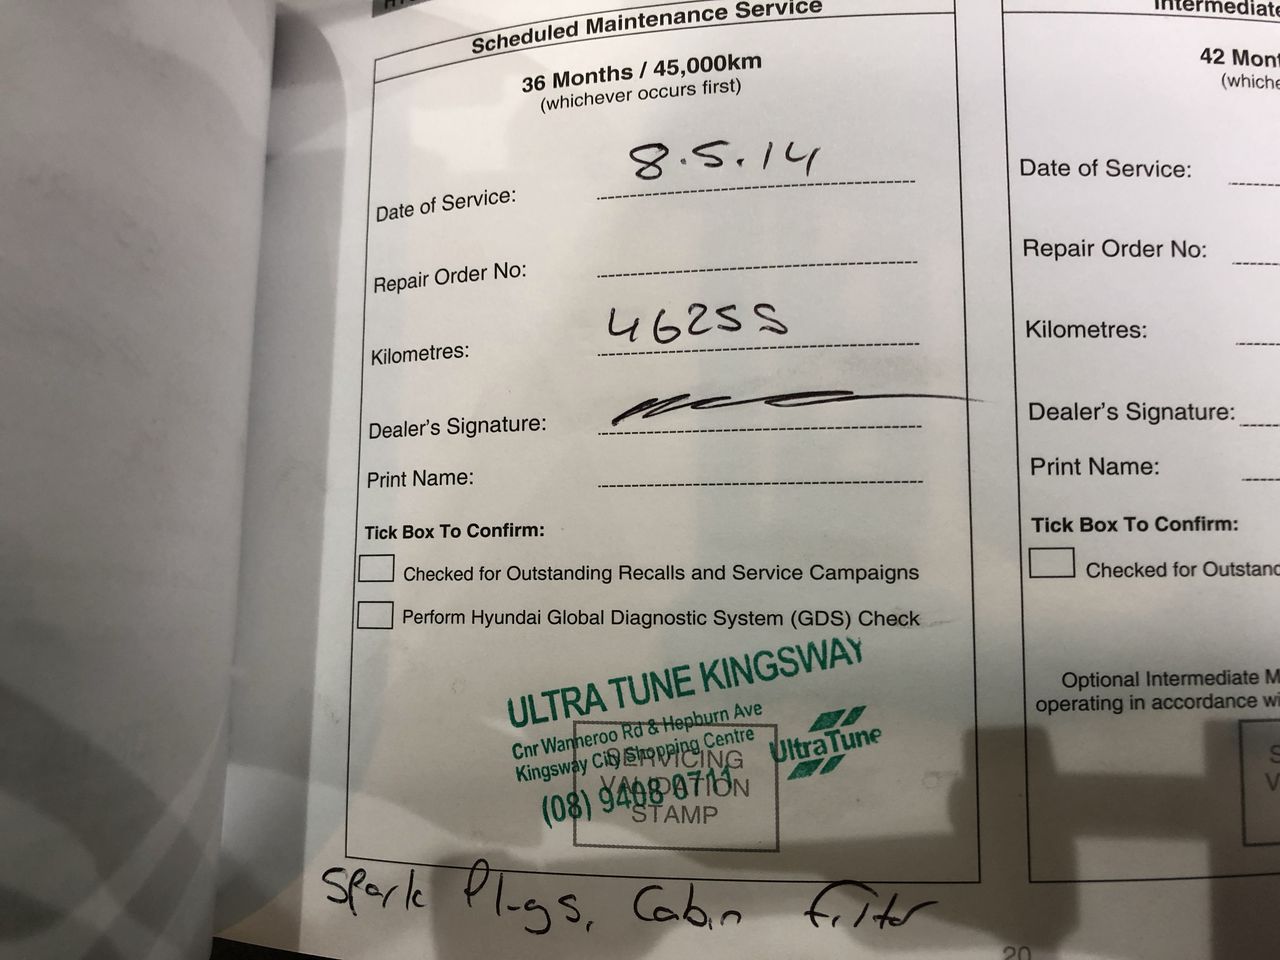 Scheduled Maintenance Service
36 Months / 45,000km
(whichever occurs first)
Date of Service: 8.5.14
Repair Order No:
Kilometres: 46255
Dealer's Signature:
Print Name:
Tick Box To Confirm:
Checked for Outstanding Recalls and Service Campaigns
Perform Hyundai Global Diagnostic System (GDS) Check
ULTRA TUNE KINGSWAY
Cnr Wanneroo Rd & Hepburn Ave
Kingsway City Shopping Centre
(08) 9408 0711
UltraTune
SERVICING
VALIDATION
STAMP
Spark Plugs, Cabin filter
Intermediate
42 Mon
(whiche
Date of Service:
Repair Order No:
Kilometres:
Dealer's Signature:
Print Name:
Tick Box To Confirm:
Checked for Outstand
Optional Intermediate M
operating in accordance wi
S
V
20